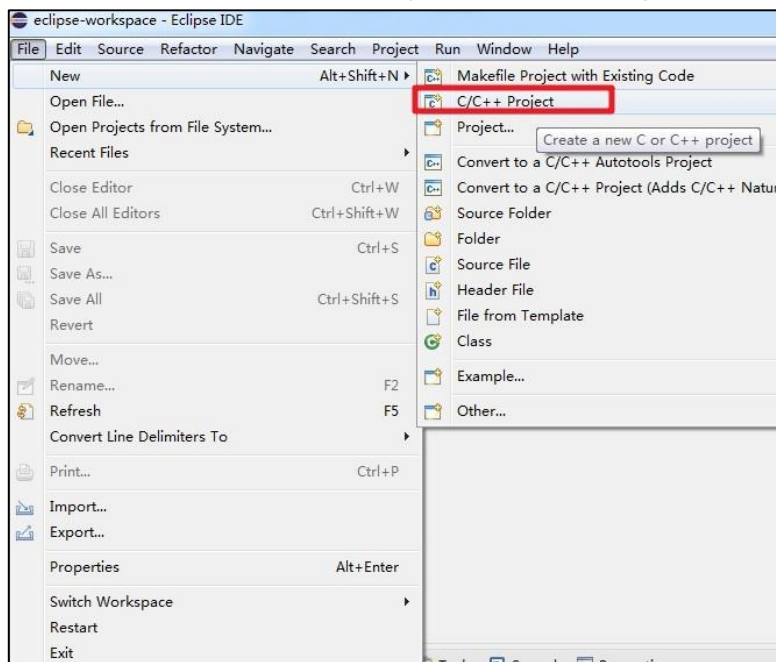 eclipse-workspace - Eclipse IDE
File Edit Source Refactor Navigate Search Project Run Window Help
New Alt+Shift+N
Open File...
Open Projects from File System...
Recent Files
Close Editor Ctrl+W
Close All Editors Ctrl+Shift+W
Save Ctrl+S
Save As...
Save All Ctrl+Shift+S
Revert
Move...
Rename... F2
Refresh F5
Convert Line Delimiters To
Print... Ctrl+P
Import...
Export...
Properties Alt+Enter
Switch Workspace
Restart
Exit
Makefile Project with Existing Code
C/C++ Project
Project...
Create a new C or C++ project
Convert to a C/C++ Autotools Project
Convert to a C/C++ Project (Adds C/C++ Natu
Source Folder
Folder
Source File
Header File
File from Template
Class
Example...
Other...